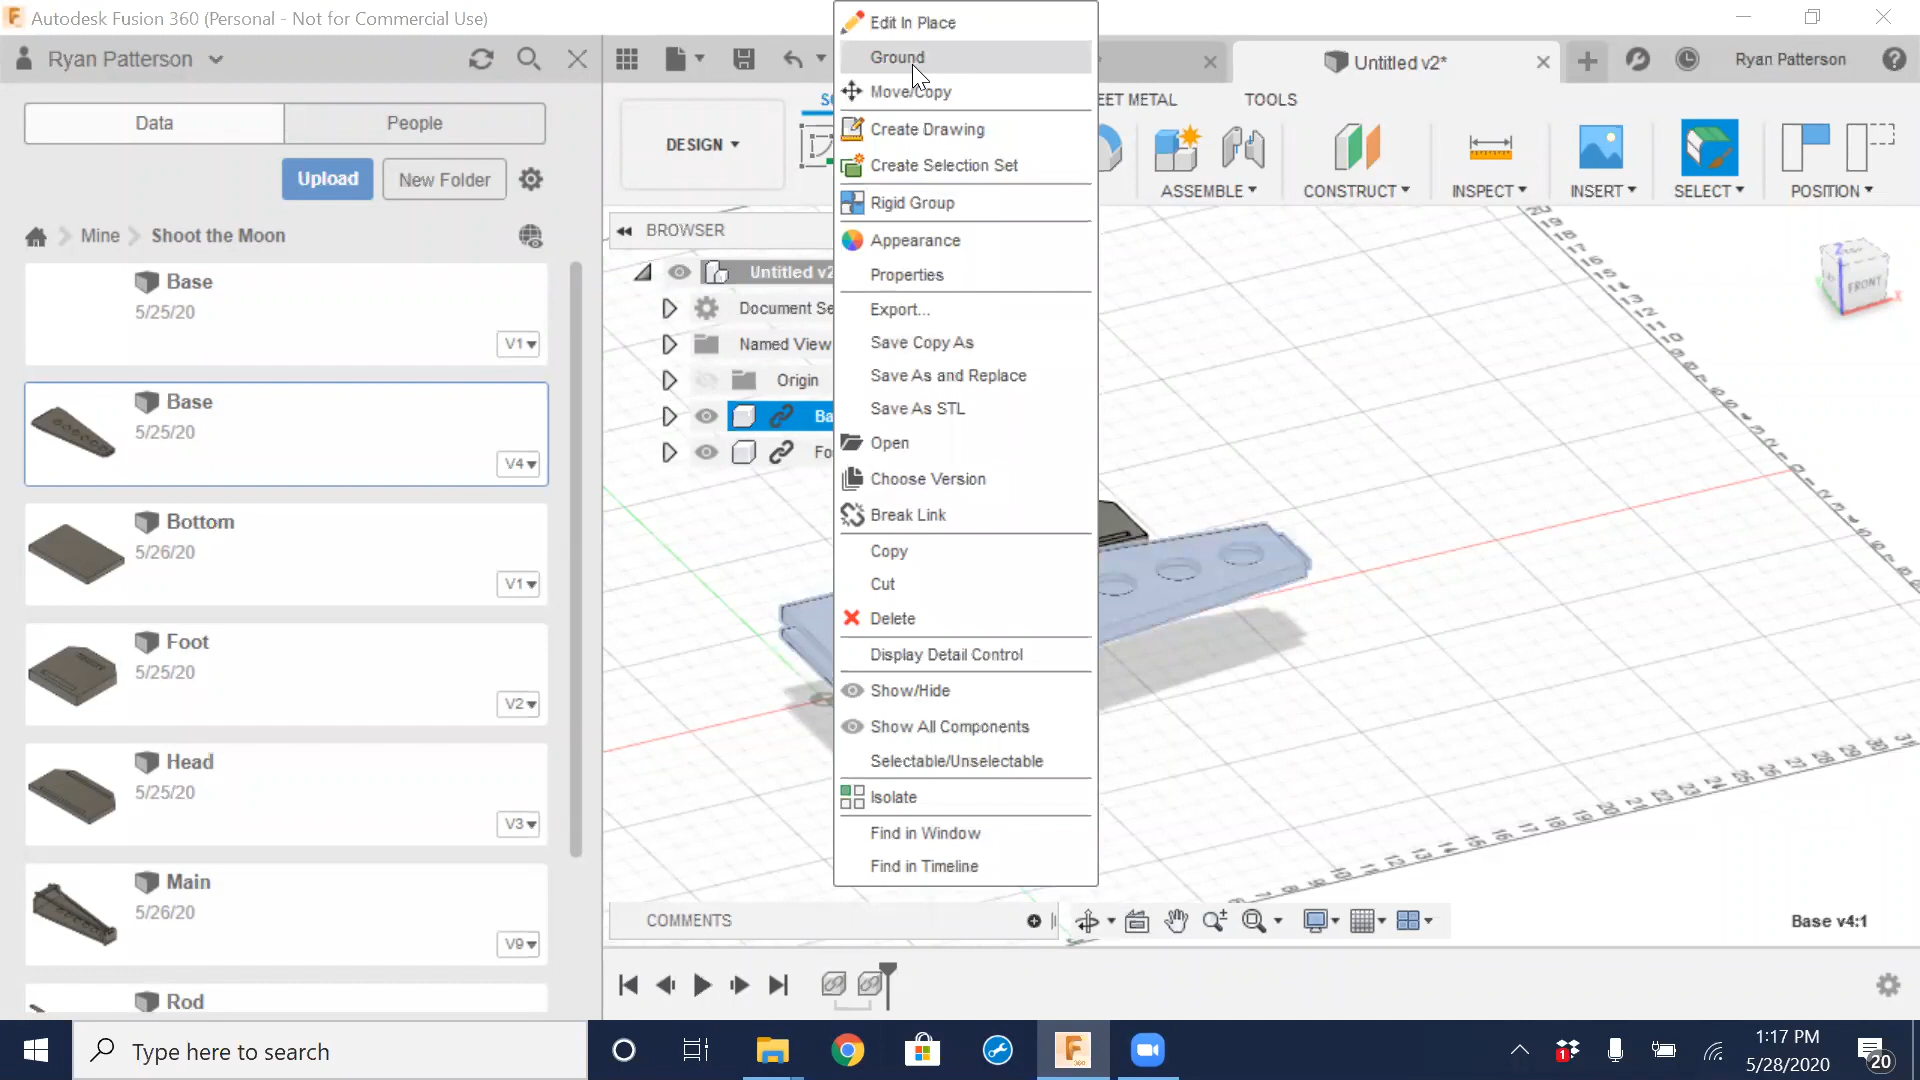 Autodesk Fusion 360 (Personal - Not for Commercial Use)
Ryan Patterson
Untitled v2*
Ryan Patterson
Data
People
Upload
New Folder
Mine
Shoot the Moon
Base
5/25/20
V1
Base
5/25/20
V4
Bottom
5/26/20
V1
Foot
5/25/20
V2
Head
5/25/20
V3
Main
5/26/20
V9
Rod
DESIGN
EET METAL
TOOLS
ASSEMBLE
CONSTRUCT
INSPECT
INSERT
SELECT
POSITION
BROWSER
Untitled v2
Document Se
Named View
Origin
Ba
Fo
Edit In Place
Ground
Move/Copy
Create Drawing
Create Selection Set
Rigid Group
Appearance
Properties
Export...
Save Copy As
Save As and Replace
Save As STL
Open
Choose Version
Break Link
Copy
Cut
Delete
Display Detail Control
Show/Hide
Show All Components
Selectable/Unselectable
Isolate
Find in Window
Find in Timeline
FRONT
COMMENTS
Base v4:1
Type here to search
1:17 PM
5/28/2020
20